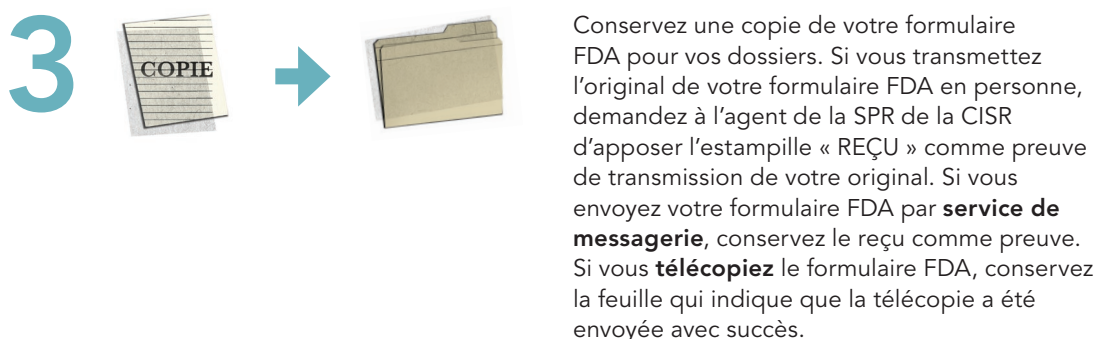 3
COPIE
Conservez une copie de votre formulaire
FDA pour vos dossiers. Si vous transmettez
l'original de votre formulaire FDA en personne,
demandez à l'agent de la SPR de la CISR
d'apposer l'estampille « REÇU » comme preuve
de transmission de votre original. Si vous
envoyez votre formulaire FDA par service de
messagerie, conservez le reçu comme preuve.
Si vous télécopiez le formulaire FDA, conservez
la feuille qui indique que la télécopie a été
envoyée avec succès.